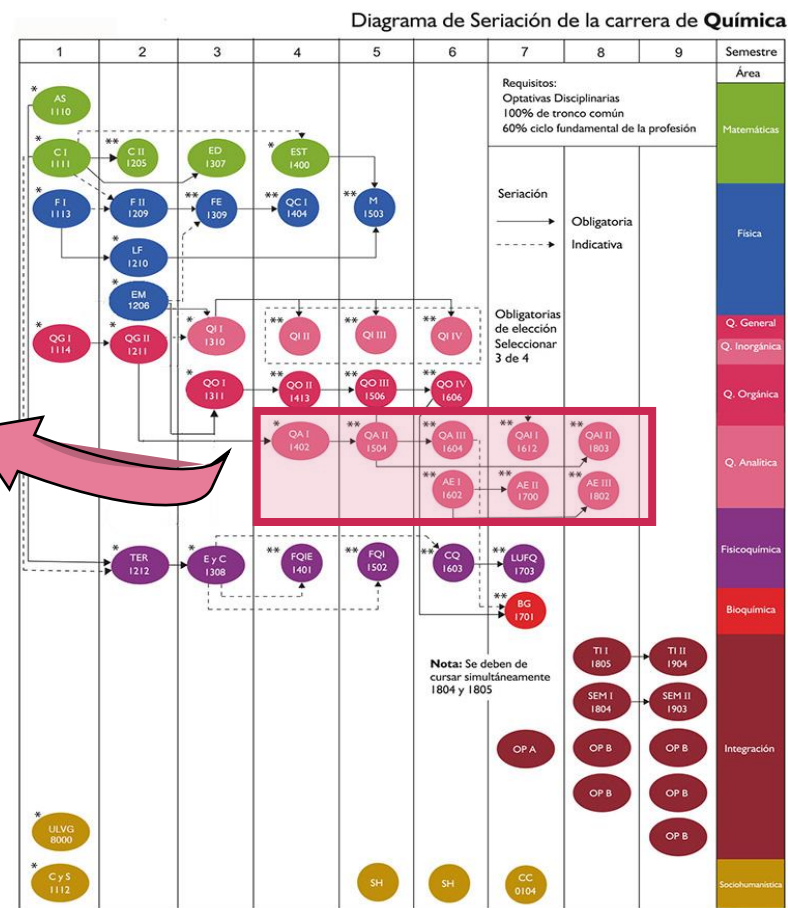 Diagrama de Seriación de la carrera de Química
1 2 3 4 5 6 7 8 9 Semestre
Área
Requisitos:
Optativas Disciplinarias
100% de tronco común
60% ciclo fundamental de la profesión
* AS
1110
Matemáticas
* C I
1111
** C II
1205
ED
1307
* EST
1400
* F I
1113
F II
1209
** FE
1309
** QC I
1404
** M
1503
Seriación
Obligatoria
Indicativa
Física
* LF
1210
* EM
1206
Obligatorias
de elección
Seleccionar
3 de 4
Q. General
* QG I
1114
* QG II
1211
* QI I
1310
** QI II
** QI III
** QI IV
Q. Inorgánica
* QO I
1311
** QO II
1413
** QO III
1506
** QO IV
1606
Q. Orgánica
* QA I
1402
** QA II
1504
** QA III
1604
** QAI I
1612
** QAI II
1803
Q. Analítica
** AE I
1602
** AE II
1700
** AE III
1802
* TER
1212
* E y C
1308
** FQIE
1401
** FQI
1502
** CQ
1603
** LUFQ
1703
Fisicoquímica
** BG
1701
Bioquímica
Nota: Se deben de
cursar simultáneamente
1804 y 1805
TI I
1805
TI II
1904
SEM I
1804
SEM II
1903
OP A
OP B
OP B
Integración
OP B
OP B
OP B
* ULVG
8000
* C y S
1112
SH
SH
CC
0104
Sociohumanística